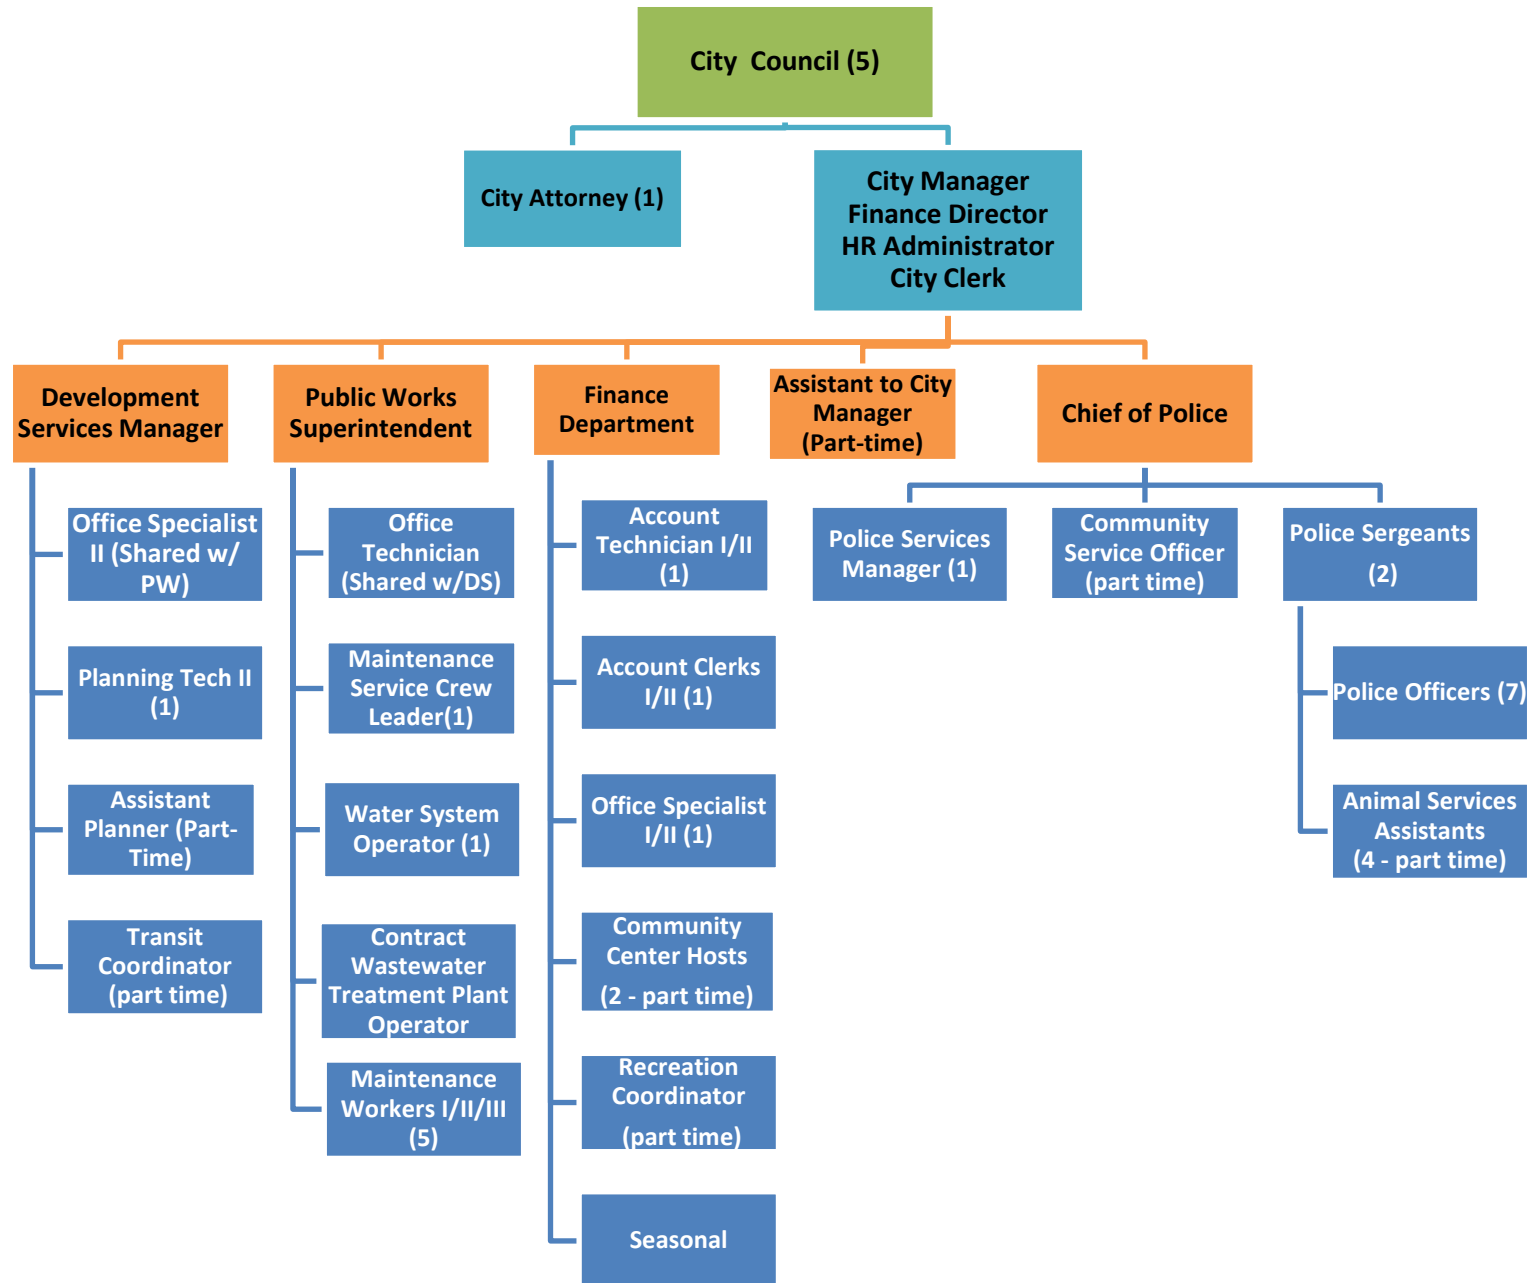 City Council (5)
City Attorney (1)
City Manager
Finance Director
HR Administrator
City Clerk
Development
Services Manager
Public Works
Superintendent
Finance
Department
Assistant to City
Manager
(Part-time)
Chief of Police
Office Specialist
II (Shared w/
PW)
Planning Tech II
(1)
Assistant
Planner (Part-
Time)
Transit
Coordinator
(part time)
Office
Technician
(Shared w/DS)
Maintenance
Service Crew
Leader(1)
Water System
Operator (1)
Contract
Wastewater
Treatment Plant
Operator
Maintenance
Workers I/II/III
(5)
Account
Technician I/II
(1)
Account Clerks
I/II (1)
Office Specialist
I/II (1)
Community
Center Hosts
(2 - part time)
Recreation
Coordinator
(part time)
Seasonal
Police Services
Manager (1)
Community
Service Officer
(part time)
Police Sergeants
(2)
Police Officers (7)
Animal Services
Assistants
(4 - part time)